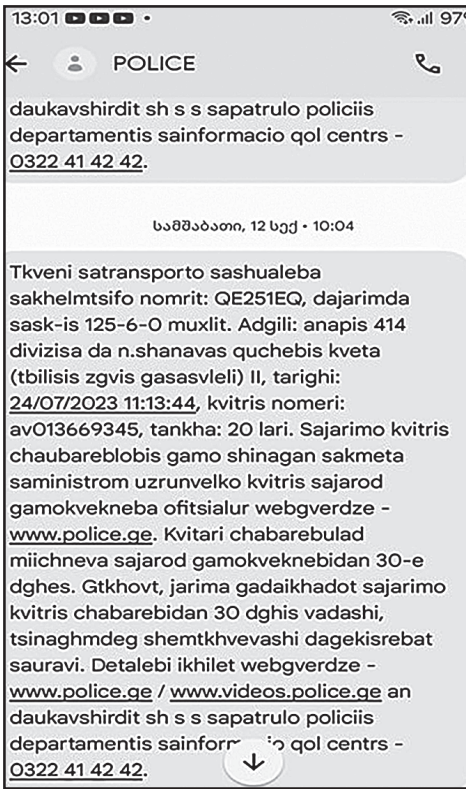 13:01
97%
POLICE
daukavshirdit sh s s sapatrulo policiis
departamentis sainformacio qol centrs -
0322 41 42 42.
სამშაბათი, 12 სექ • 10:04
Tkveni satransporto sashualeba
sakhelmtsifo nomrit: QE251EQ, dajarimda
sask-is 125-6-0 muxlit. Adgili: anapis 414
divizisa da n.shanavas quchebis kveta
(tbilisis zgvis gasasvleli) II, tarighi:
24/07/2023 11:13:44, kvitris nomeri:
av013669345, tankha: 20 lari. Sajarimo kvitris
chaubareblobis gamo shinagan sakmeta
saministrom uzrunvelko kvitris sajarod
gamokvekneba ofitsialur webgverdze -
www.police.ge. Kvitari chabarebulad
miichneva sajarod gamokveknebidan 30-e
dghes. Gtkhovt, jarima gadaikhadot sajarimo
kvitris chabarebidan 30 dghis vadashi,
tsinaghmdeg shemtkhvevashi dagekisrebat
sauravi. Detalebi ikhilet webgverdze -
www.police.ge / www.videos.police.ge an
daukavshirdit sh s s sapatrulo policiis
departamentis qol centrs -
0322 41 42 42.